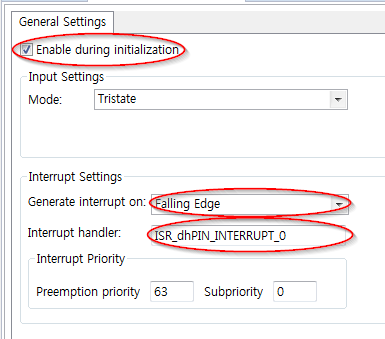 General Settings
Enable during initialization
Input Settings
Mode: Tristate
Interrupt Settings
Generate interrupt on: Falling Edge
Interrupt handler: ISR_dhPIN_INTERRUPT_0
Interrupt Priority
Preemption priority 63 Subpriority 0